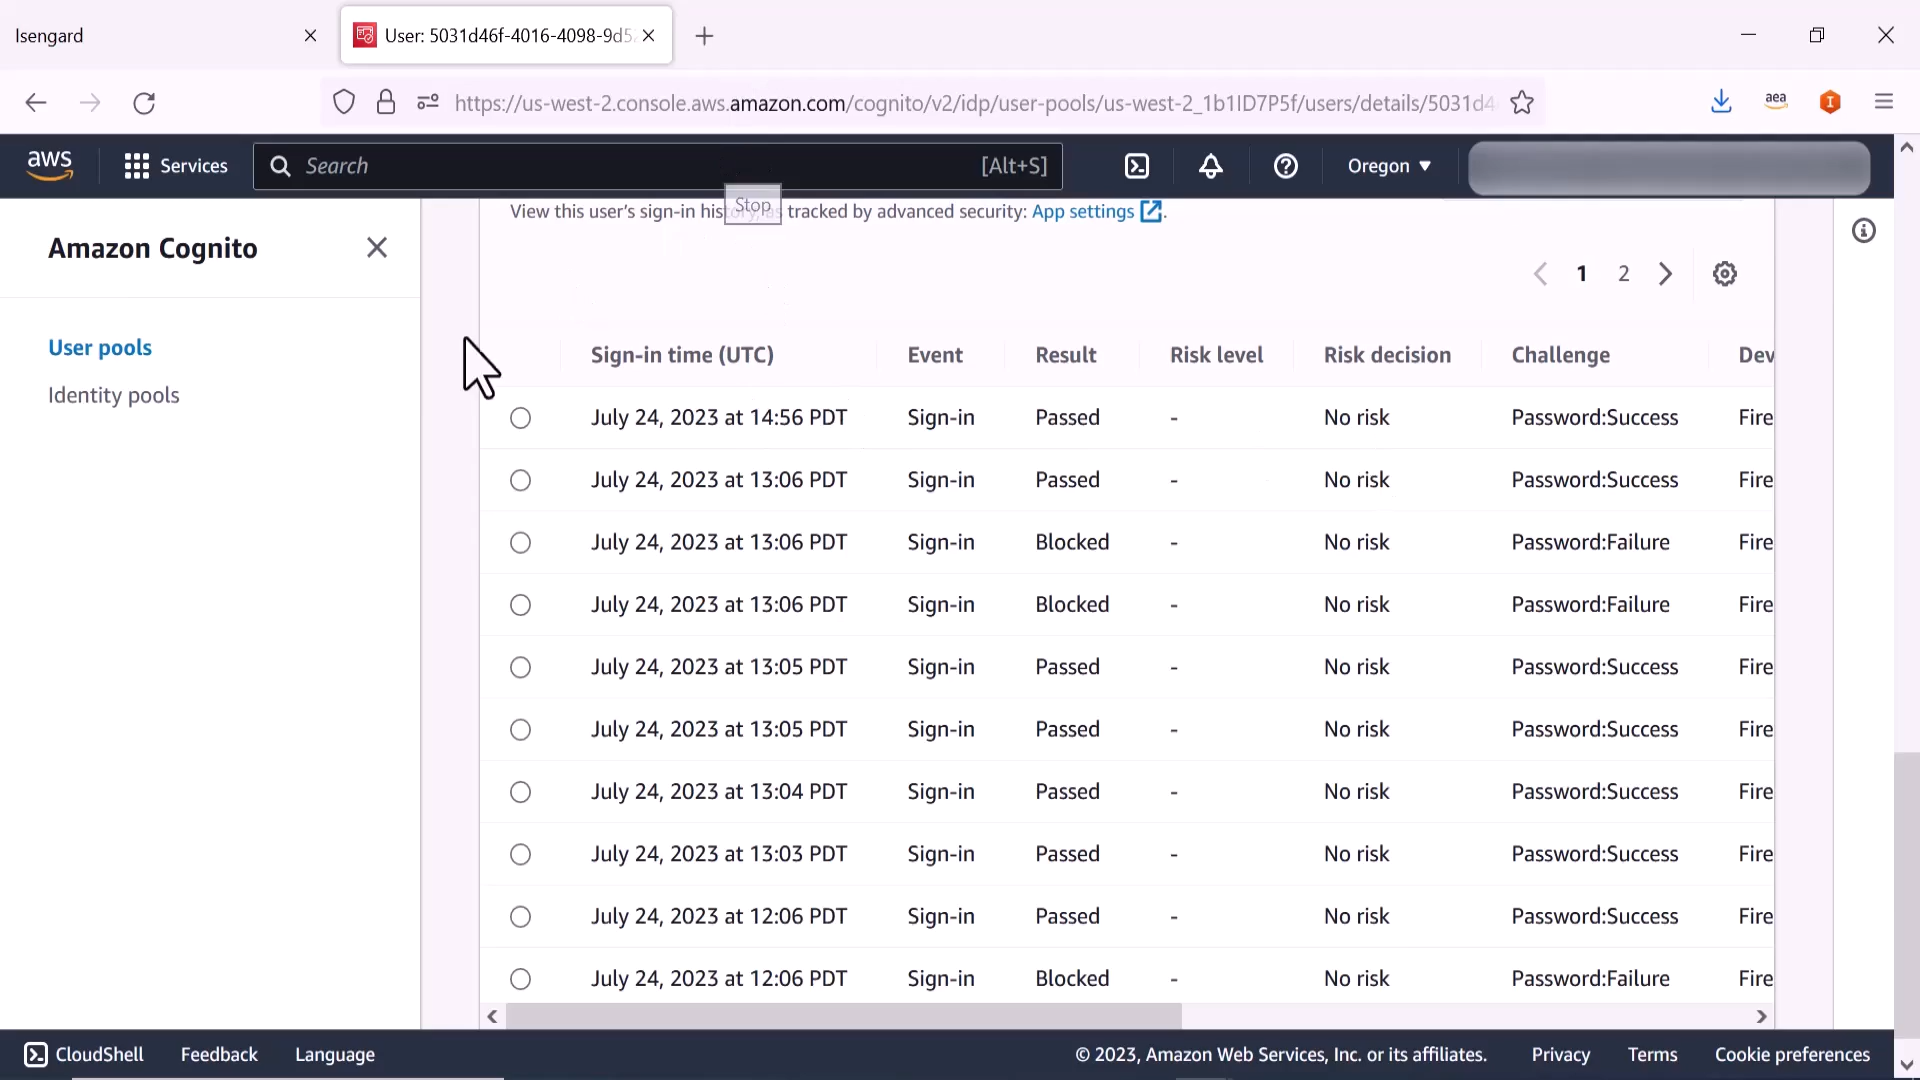 Isengard
User: 5031d46f-4016-4098-9d5
https://us-west-2.console.aws.amazon.com/cognito/v2/idp/user-pools/us-west-2_1b1ID7P5f/users/details/5031d4
aea
I
aws
Services
Search
[Alt+S]
Oregon
Stop
View this user's sign-in history, as tracked by advanced security: App settings.
Amazon Cognito
User pools
Identity pools
1 2
Sign-in time (UTC) Event Result Risk level Risk decision Challenge Dev
July 24, 2023 at 14:56 PDT Sign-in Passed - No risk Password:Success Fire
July 24, 2023 at 13:06 PDT Sign-in Passed - No risk Password:Success Fire
July 24, 2023 at 13:06 PDT Sign-in Blocked - No risk Password:Failure Fire
July 24, 2023 at 13:06 PDT Sign-in Blocked - No risk Password:Failure Fire
July 24, 2023 at 13:05 PDT Sign-in Passed - No risk Password:Success Fire
July 24, 2023 at 13:05 PDT Sign-in Passed - No risk Password:Success Fire
July 24, 2023 at 13:04 PDT Sign-in Passed - No risk Password:Success Fire
July 24, 2023 at 13:03 PDT Sign-in Passed - No risk Password:Success Fire
July 24, 2023 at 12:06 PDT Sign-in Passed - No risk Password:Success Fire
July 24, 2023 at 12:06 PDT Sign-in Blocked - No risk Password:Failure Fire
CloudShell Feedback Language © 2023, Amazon Web Services, Inc. or its affiliates. Privacy Terms Cookie preferences